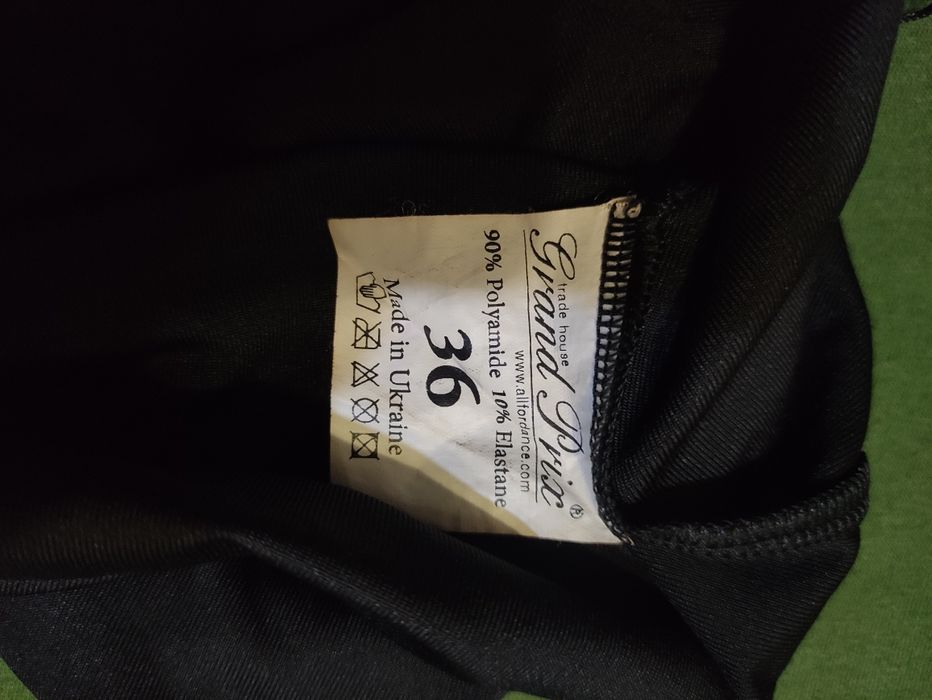 Grand Prix ®
trade house
www.allfordance.com
90% Polyamide 10% Elastane
36
Made in Ukraine